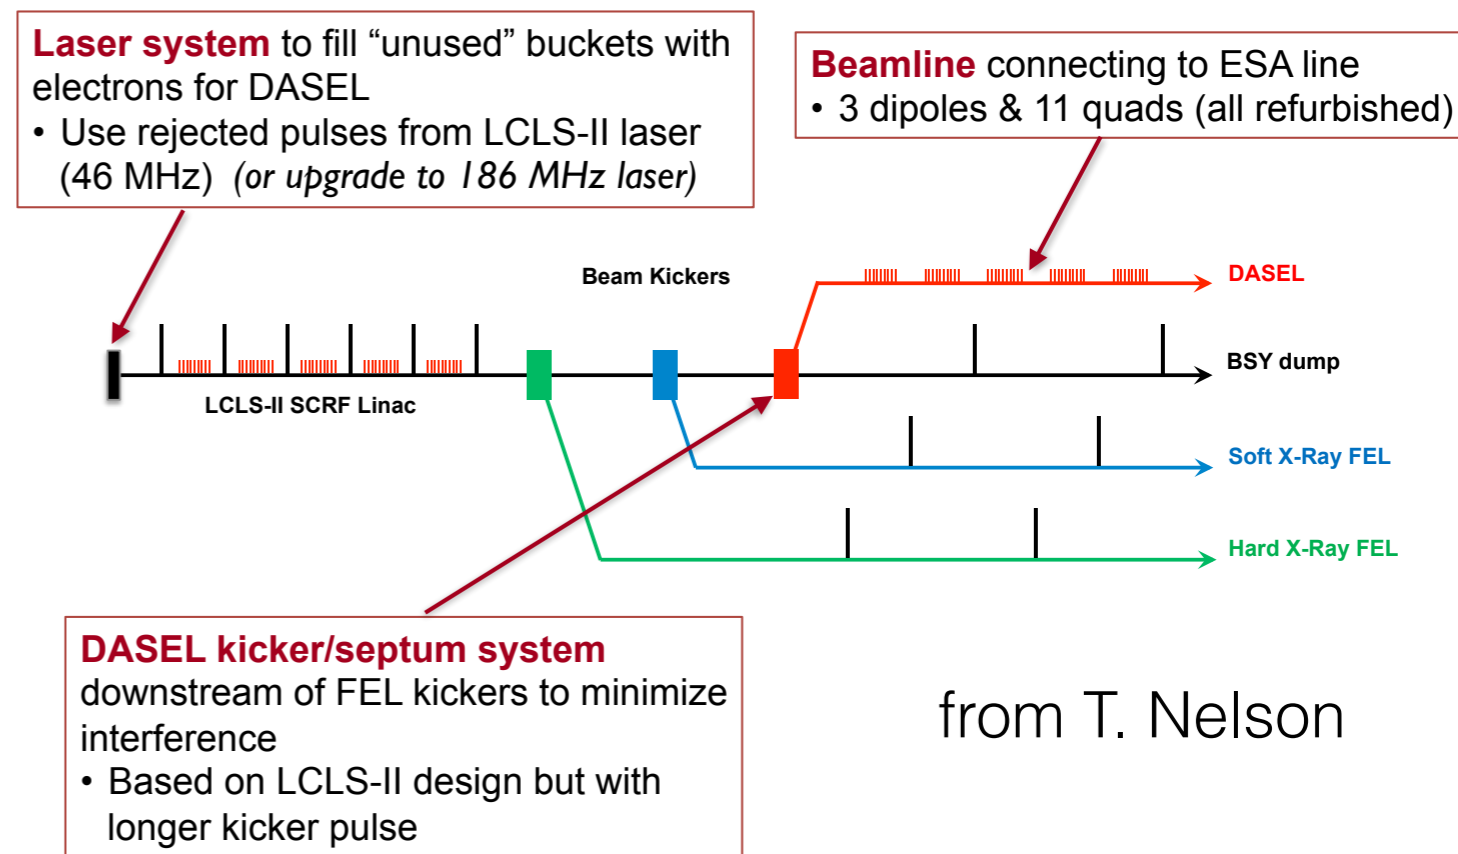 Laser system to fill “unused” buckets with
electrons for DASEL
• Use rejected pulses from LCLS-II laser
(46 MHz) (or upgrade to 186 MHz laser)
Beamline connecting to ESA line
• 3 dipoles & 11 quads (all refurbished)
Beam Kickers
DASEL
BSY dump
LCLS-II SCRF Linac
Soft X-Ray FEL
Hard X-Ray FEL
DASEL kicker/septum system
downstream of FEL kickers to minimize
interference
• Based on LCLS-II design but with
longer kicker pulse
from T. Nelson